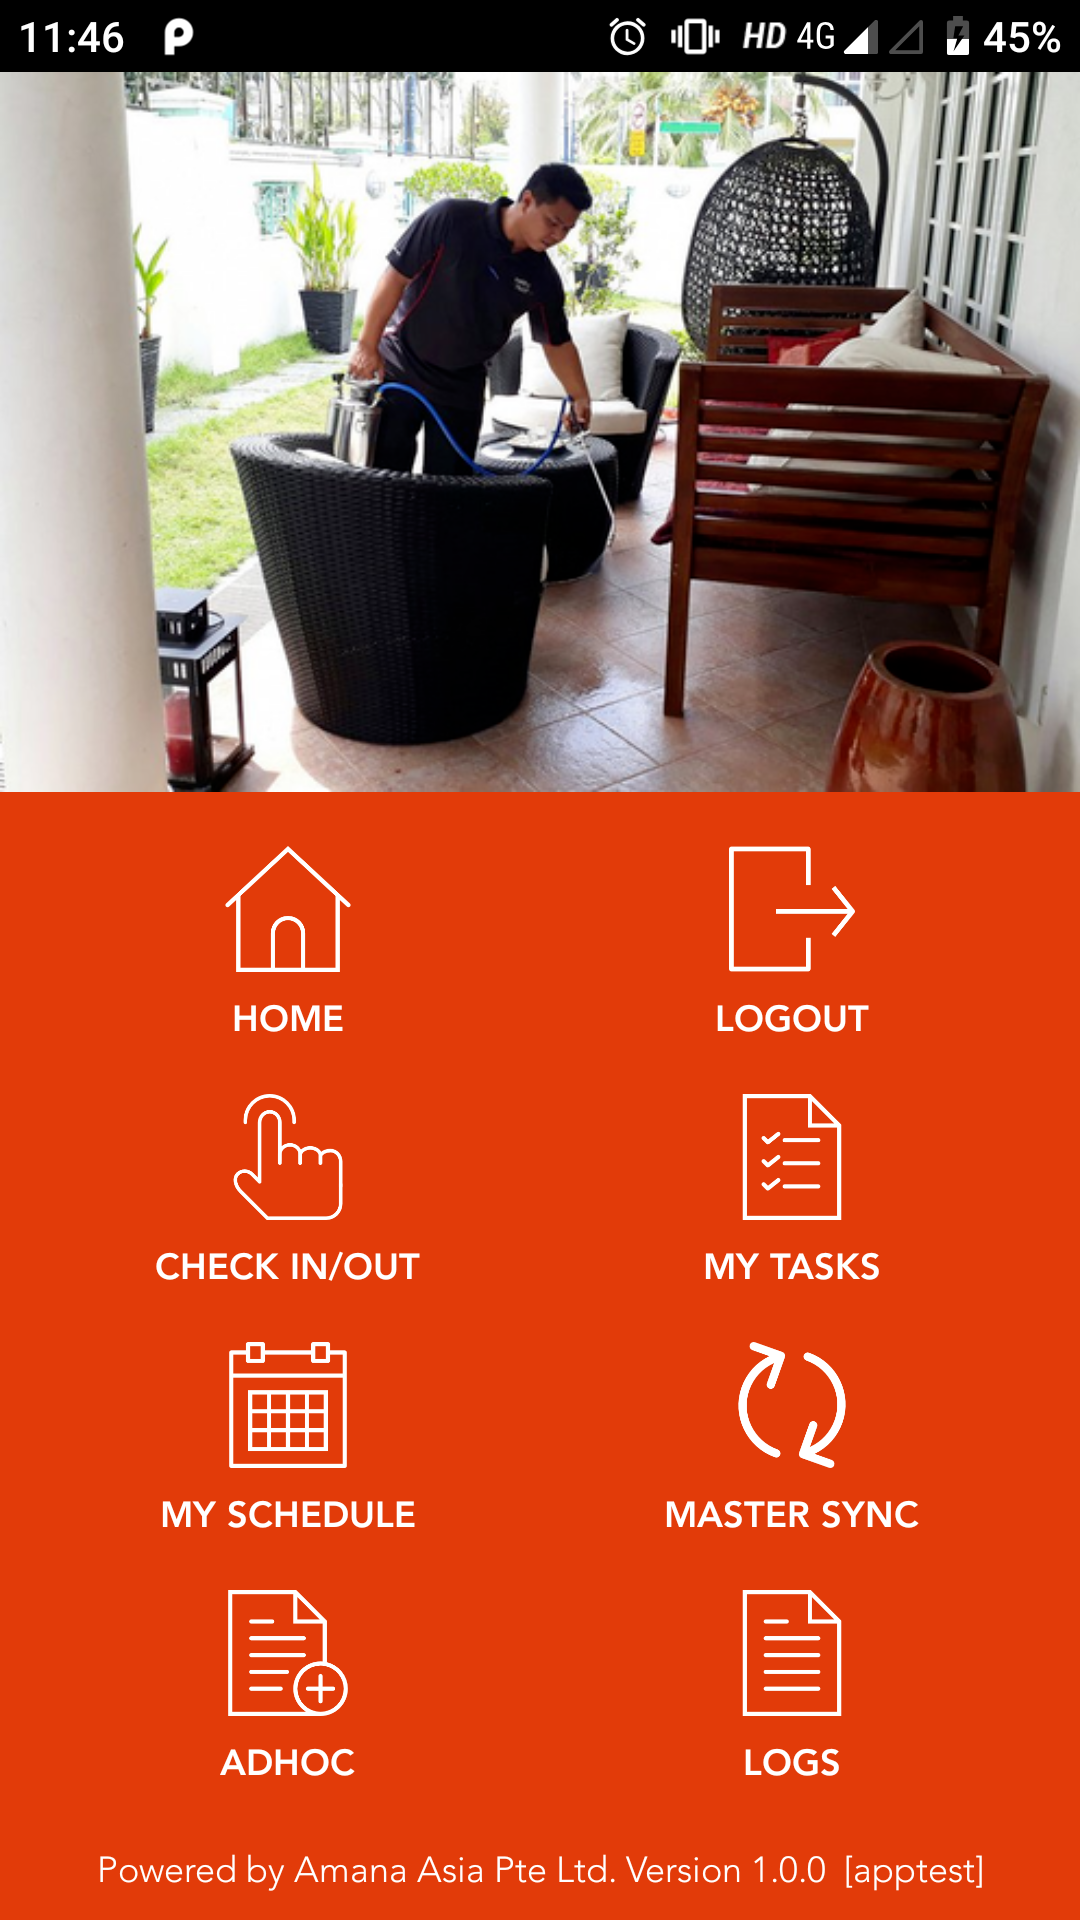 11:46 HD 4G 45%
HOME
LOGOUT
CHECK IN/OUT
MY TASKS
MY SCHEDULE
MASTER SYNC
ADHOC
LOGS
Powered by Amana Asia Pte Ltd. Version 1.0.0 [apptest]